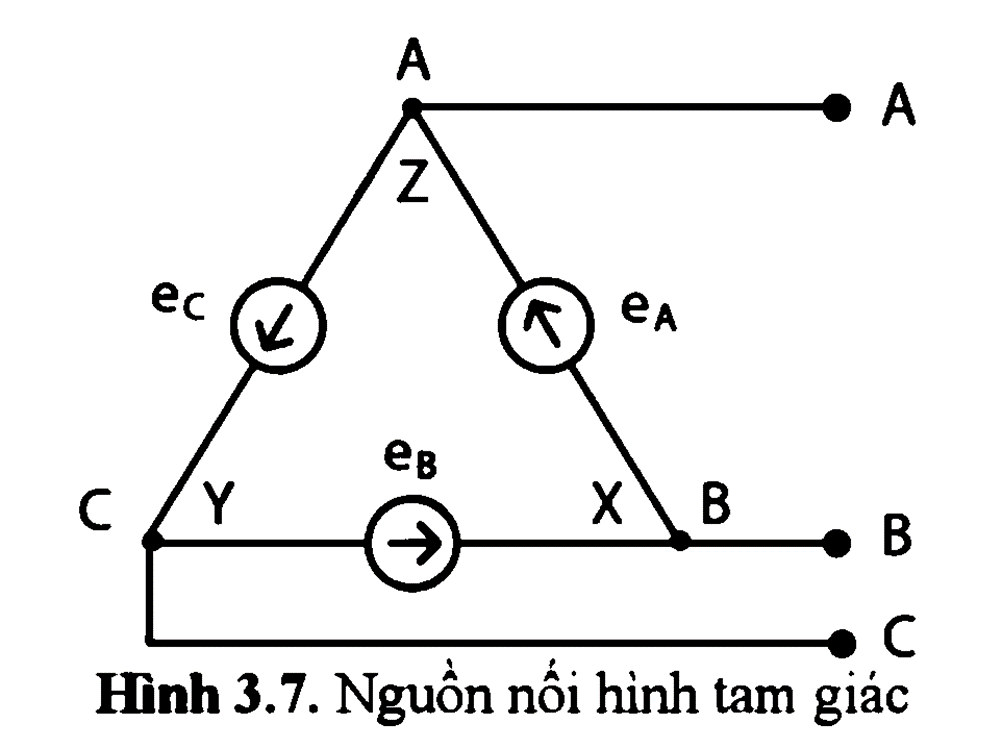 A
A
Z
eC
eA
eB
C
Y
X
B
B
C
Hình 3.7. Nguồn nối hình tam giác